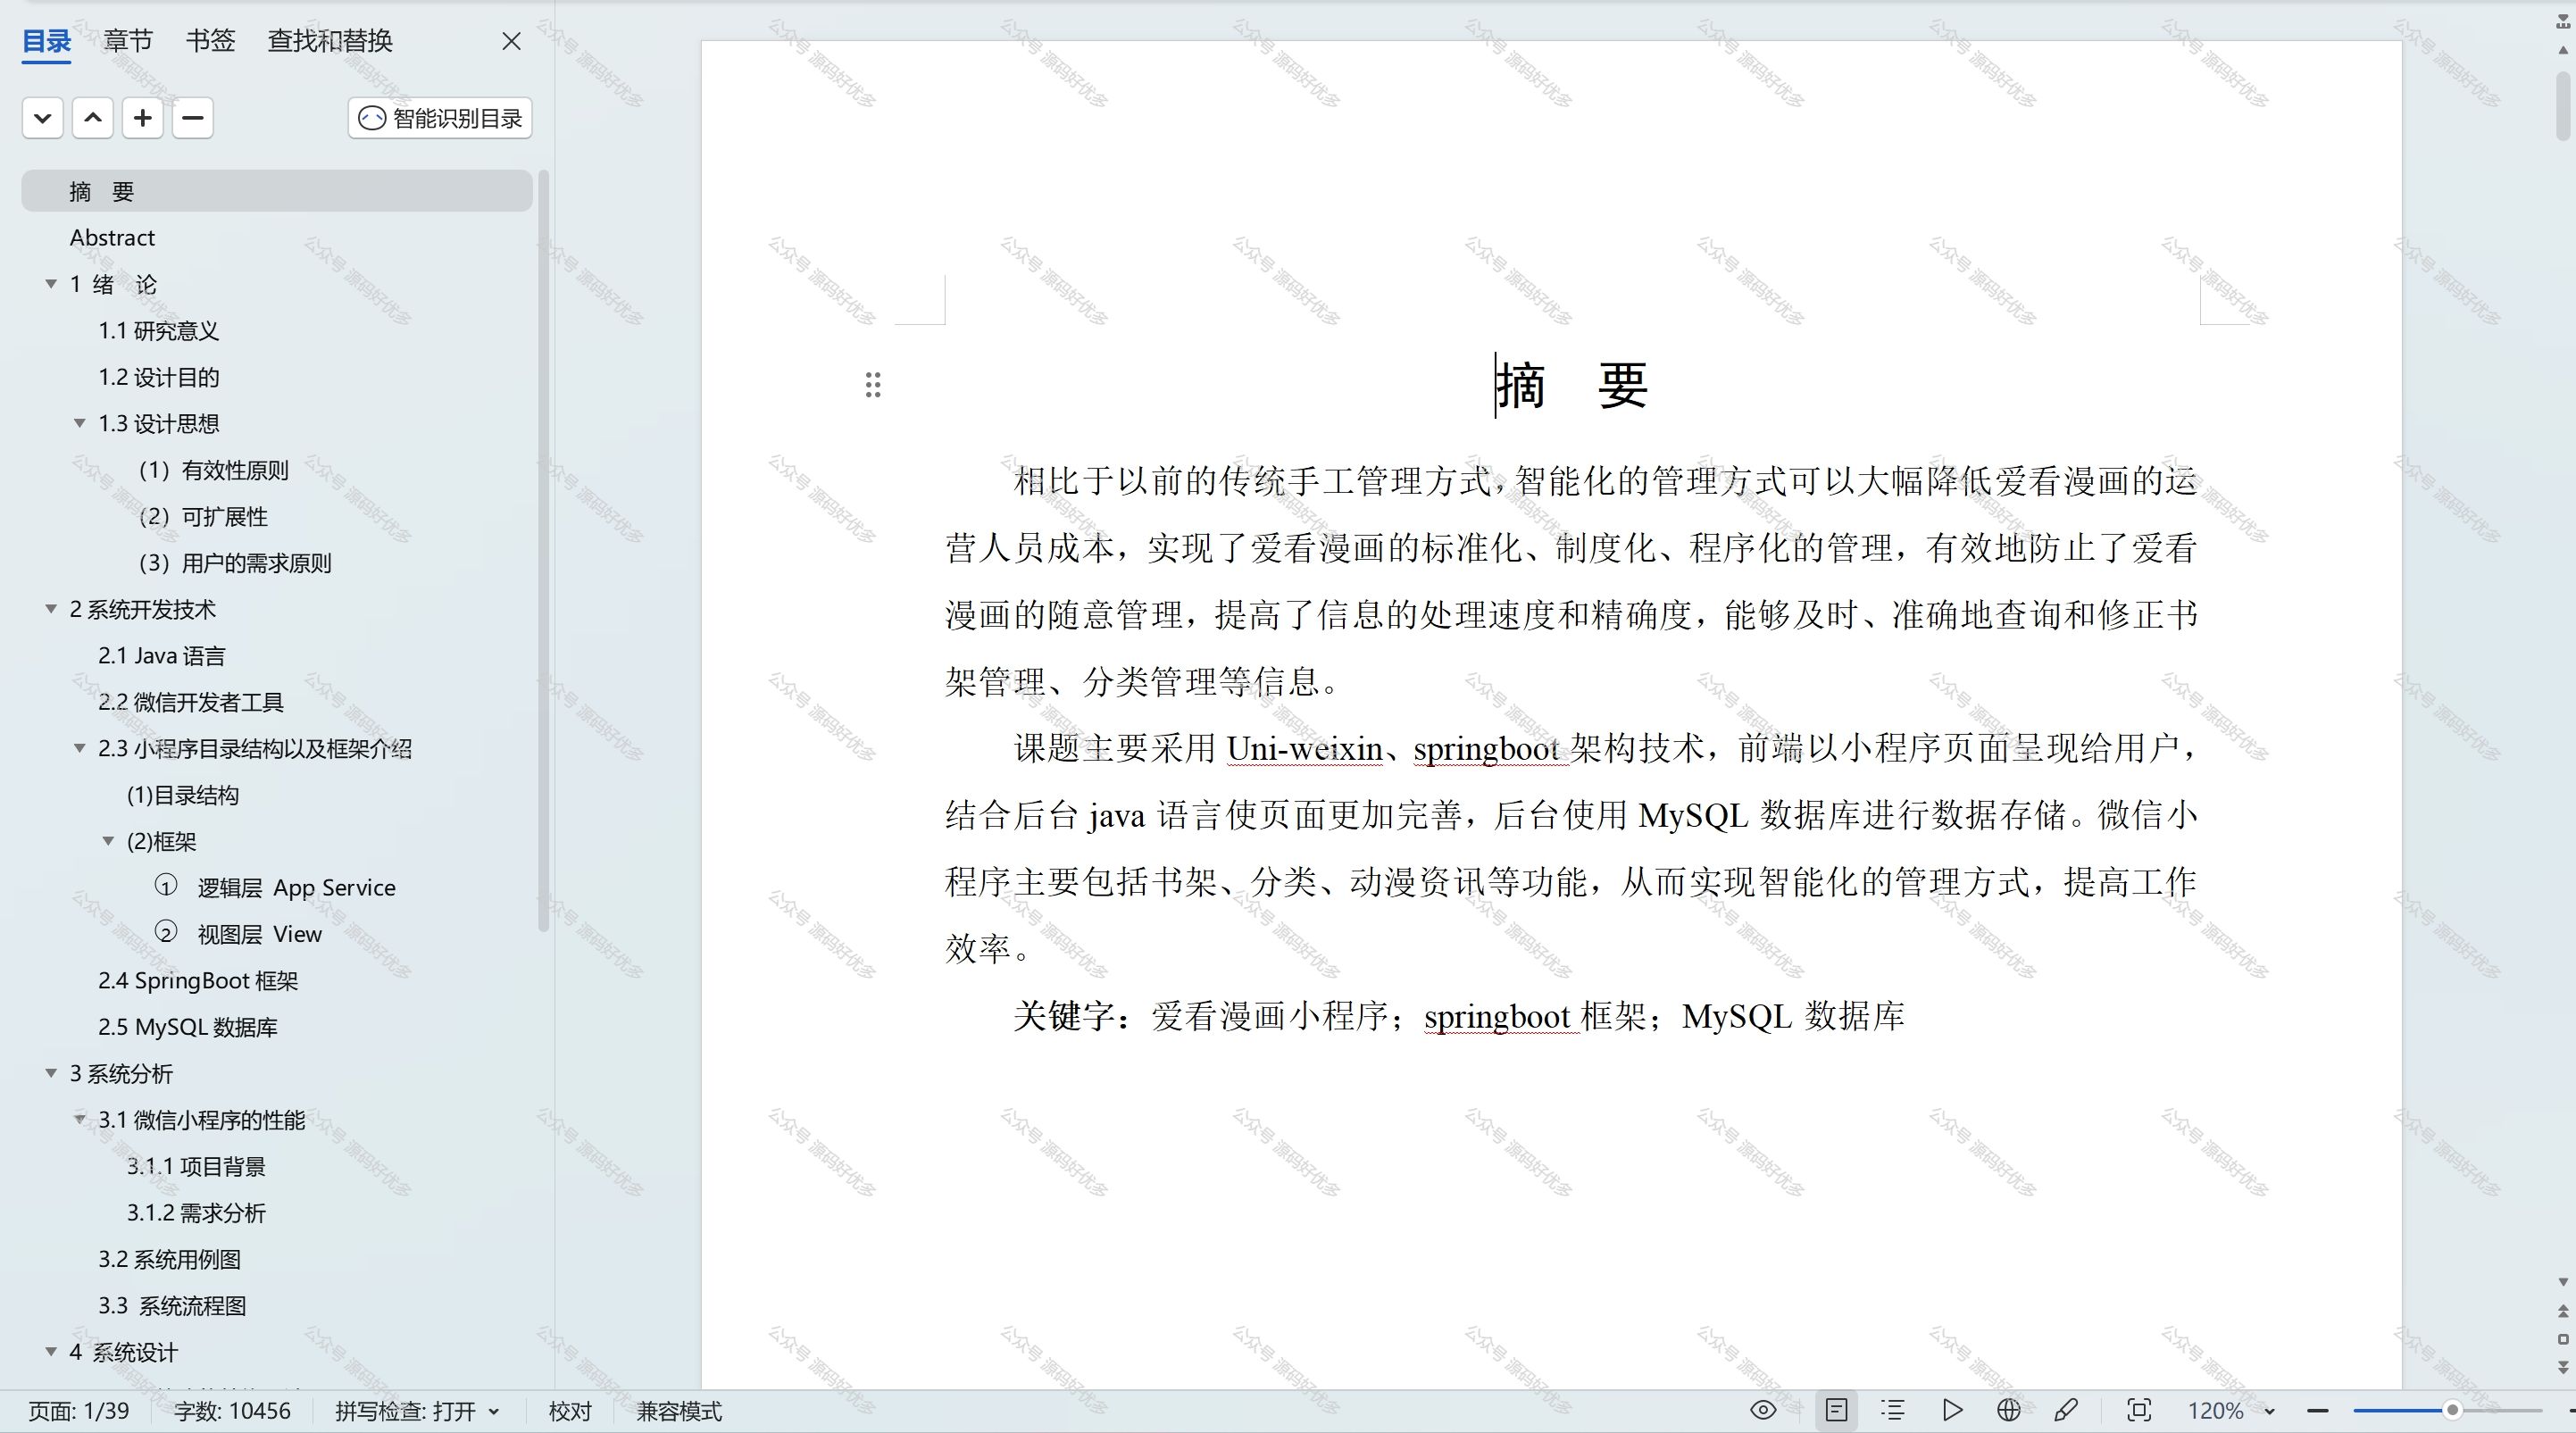 目录 章节 书签 查找和替换
智能识别目录
摘 要
Abstract
1 绪 论
1.1 研究意义
1.2 设计目的
1.3 设计思想
（1）有效性原则
（2）可扩展性
（3）用户的需求原则
2 系统开发技术
2.1 Java 语言
2.2 微信开发者工具
2.3 小程序目录结构以及框架介绍
(1)目录结构
(2)框架
① 逻辑层 App Service
② 视图层 View
2.4 SpringBoot 框架
2.5 MySQL 数据库
3 系统分析
3.1 微信小程序的性能
3.1.1 项目背景
3.1.2 需求分析
3.2 系统用例图
3.3 系统流程图
4 系统设计
摘 要
相比于以前的传统手工管理方式，智能化的管理方式可以大幅降低爱看漫画的运
营人员成本，实现了爱看漫画的标准化、制度化、程序化的管理，有效地防止了爱看
漫画的随意管理，提高了信息的处理速度和精确度，能够及时、准确地查询和修正书
架管理、分类管理等信息。
课题主要采用 Uni-weixin、springboot 架构技术，前端以小程序页面呈现给用户，
结合后台 java 语言使页面更加完善，后台使用 MySQL 数据库进行数据存储。微信小
程序主要包括书架、分类、动漫资讯等功能，从而实现智能化的管理方式，提高工作
效率。
关键字：爱看漫画小程序；springboot 框架；MySQL 数据库
页面: 1/39 字数: 10456 拼写检查: 打开 校对 兼容模式 120%
公众号 源码好优多